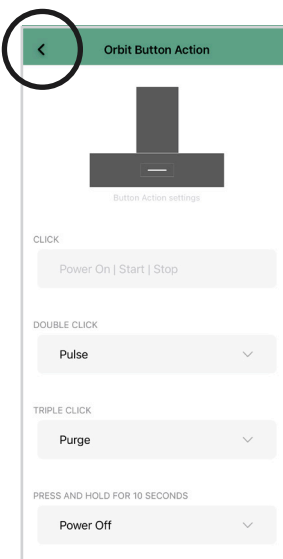 Orbit Button Action
Button Action settings
CLICK
Power On | Start | Stop
DOUBLE CLICK
Pulse
TRIPLE CLICK
Purge
PRESS AND HOLD FOR 10 SECONDS
Power Off